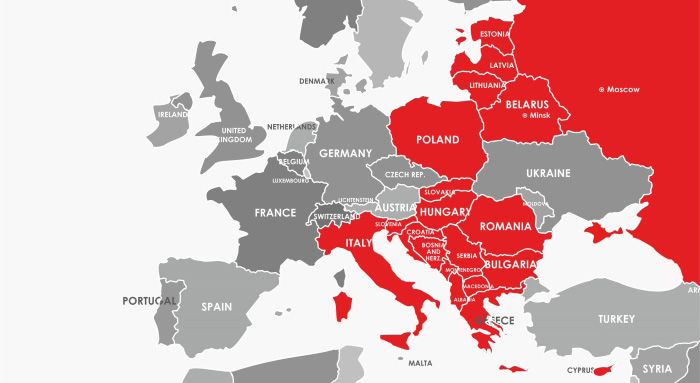 ESTONIA
LATVIA
LITHUANIA
DENMARK
Moscow
BELARUS
Minsk
IRELAND
UNITED
KINGDOM
NETHERLANDS
POLAND
GERMANY
BELGIUM
LUXEMBOURG
CZECH REP.
UKRAINE
SLOVAKIA
LICHTENSTEIN
AUSTRIA
MOLDOVA
FRANCE
SWITZERLAND
HUNGARY
SLOVENIA
ROMANIA
CROATIA
ITALY
BOSNIA
AND
HERZ.
SERBIA
BULGARIA
MONTENEGRO
MACEDONIA
ALBANIA
PORTUGAL
SPAIN
TURKEY
MALTA
CYPRUS
SYRIA